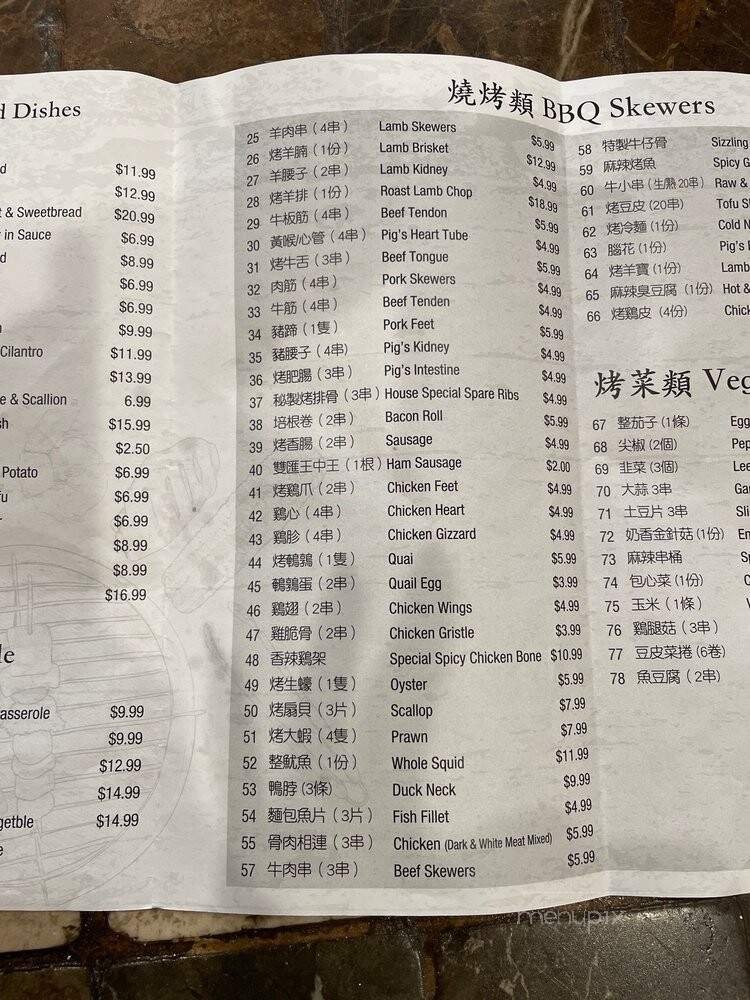 d Dishes
d
$11.99
$12.99
t & Sweetbread $20.99
in Sauce $6.99
d $8.99
$6.99
$6.99
$9.99
Cilantro $11.99
$13.99
e & Scallion 6.99
sh $15.99
$2.50
Potato $6.99
fu $6.99
$6.99
$8.99
$8.99
$16.99
le
asserole $9.99
$9.99
$12.99
$14.99
getble $14.99
e
燒烤類 BBQ Skewers
25 羊肉串（4串） Lamb Skewers $5.99
26 烤羊腩（1份） Lamb Brisket $12.99
27 羊腰子（2串） Lamb Kidney $4.99
28 烤羊排（1份） Roast Lamb Chop $18.99
29 牛板筋（4串） Beef Tendon $5.99
30 黃喉/心管（4串） Pig's Heart Tube $4.99
31 烤牛舌（3串） Beef Tongue $5.99
32 肉筋（4串） Pork Skewers $4.99
33 牛筋（4串） Beef Tenden $4.99
34 豬蹄（1隻） Pork Feet $5.99
35 豬腰子（4串） Pig's Kidney $4.99
36 烤肥腸（3串） Pig's Intestine $4.99
37 秘製烤排骨（3串） House Special Spare Ribs $4.99
38 培根卷（2串） Bacon Roll $5.99
39 烤香腸（2串） Sausage $4.99
40 雙匯王中王（1根） Ham Sausage $2.00
41 烤鷄爪（2串） Chicken Feet $4.99
42 鷄心（4串） Chicken Heart $4.99
43 鷄胗（4串） Chicken Gizzard $4.99
44 烤鵪鶉（1隻） Quai $5.99
45 鵪鶉蛋（2串） Quail Egg $3.99
46 鷄翅（2串） Chicken Wings $4.99
47 雞脆骨（2串） Chicken Gristle $3.99
48 香辣鷄架 Special Spicy Chicken Bone $10.99
49 烤生蠔（1隻） Oyster $5.99
50 烤扇貝（3片） Scallop $7.99
51 烤大蝦（4隻） Prawn $7.99
52 整魷魚（1份） Whole Squid $11.99
53 鴨脖（3條） Duck Neck $9.99
54 麵包魚片（3片） Fish Fillet $4.99
55 骨肉相連（3串） Chicken (Dark & White Meat Mixed) $5.99
57 牛肉串（3串） Beef Skewers $5.99
58 特製牛仔骨 Sizzling
59 麻辣烤魚 Spicy G
60 牛小串（生熟20串） Raw &
61 烤豆皮（20串） Tofu S
62 烤冷麵（1份） Cold N
63 腦花（1份） Pig's
64 烤羊寶（1份） Lamb
65 麻辣臭豆腐（1份） Hot &
66 烤鷄皮（4份） Chick
烤菜類 Veg
67 整茄子（1條） Egg
68 尖椒（2個） Pep
69 韭菜（3個） Lee
70 大蒜 3串 Gar
71 土豆片 3串 Sli
72 奶香金針菇（1份） En
73 麻辣串桶 Sp
74 包心菜（1份） C
75 玉米（1條）
76 鷄腿菇（3串）
77 豆皮菜捲（6卷）
78 魚豆腐（2串）
menupix